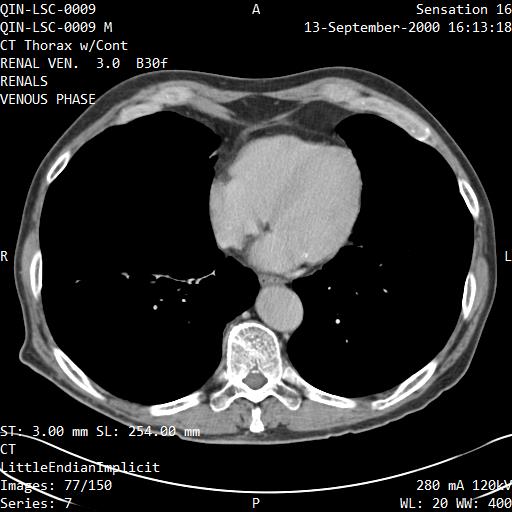 QIN-LSC-0009
QIN-LSC-0009 M
CT Thorax w/Cont
RENAL VEN.  3.0  B30f
RENALS
VENOUS PHASE
A
Sensation 16
13-September-2000 16:13:18
R
L
ST: 3.00 mm SL: 254.00 mm
CT
LittleEndianImplicit
Images: 77/150
Series: 7
P
280 mA 120kV
WL: 20 WW: 400